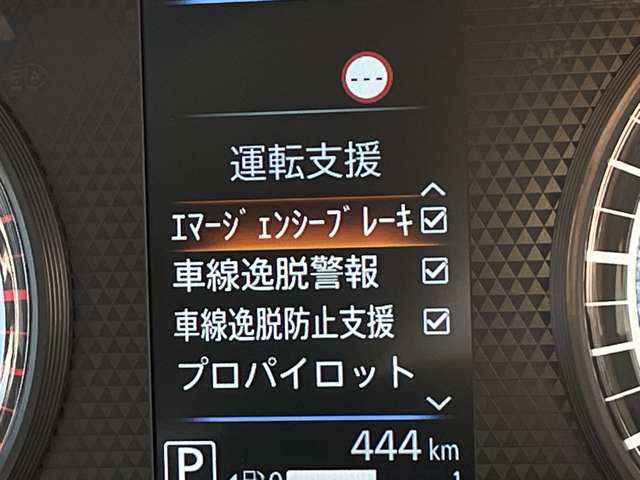 ---
運転支援
ｴﾏｰｼﾞｪﾝｼｰﾌﾞﾚｰｷ
車線逸脱警報
車線逸脱防止支援
プロパイロット
444 km
P
0 1